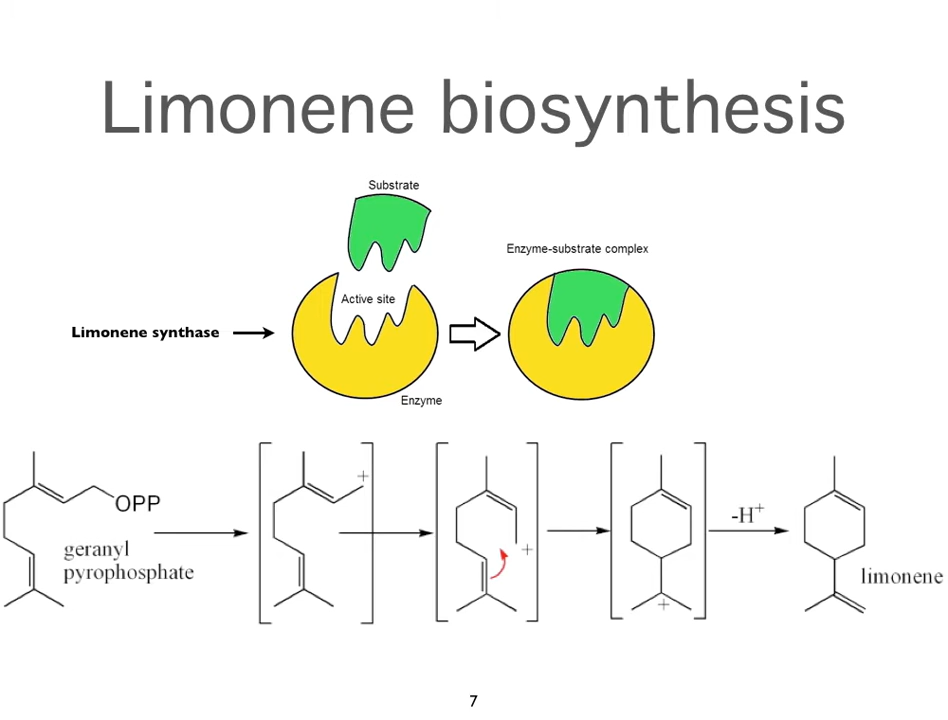 Limonene biosynthesis
Substrate
Enzyme-substrate complex
Active site
Limonene synthase
Enzyme
+
OPP
geranyl
pyrophosphate
+
+
-H+
limonene
7